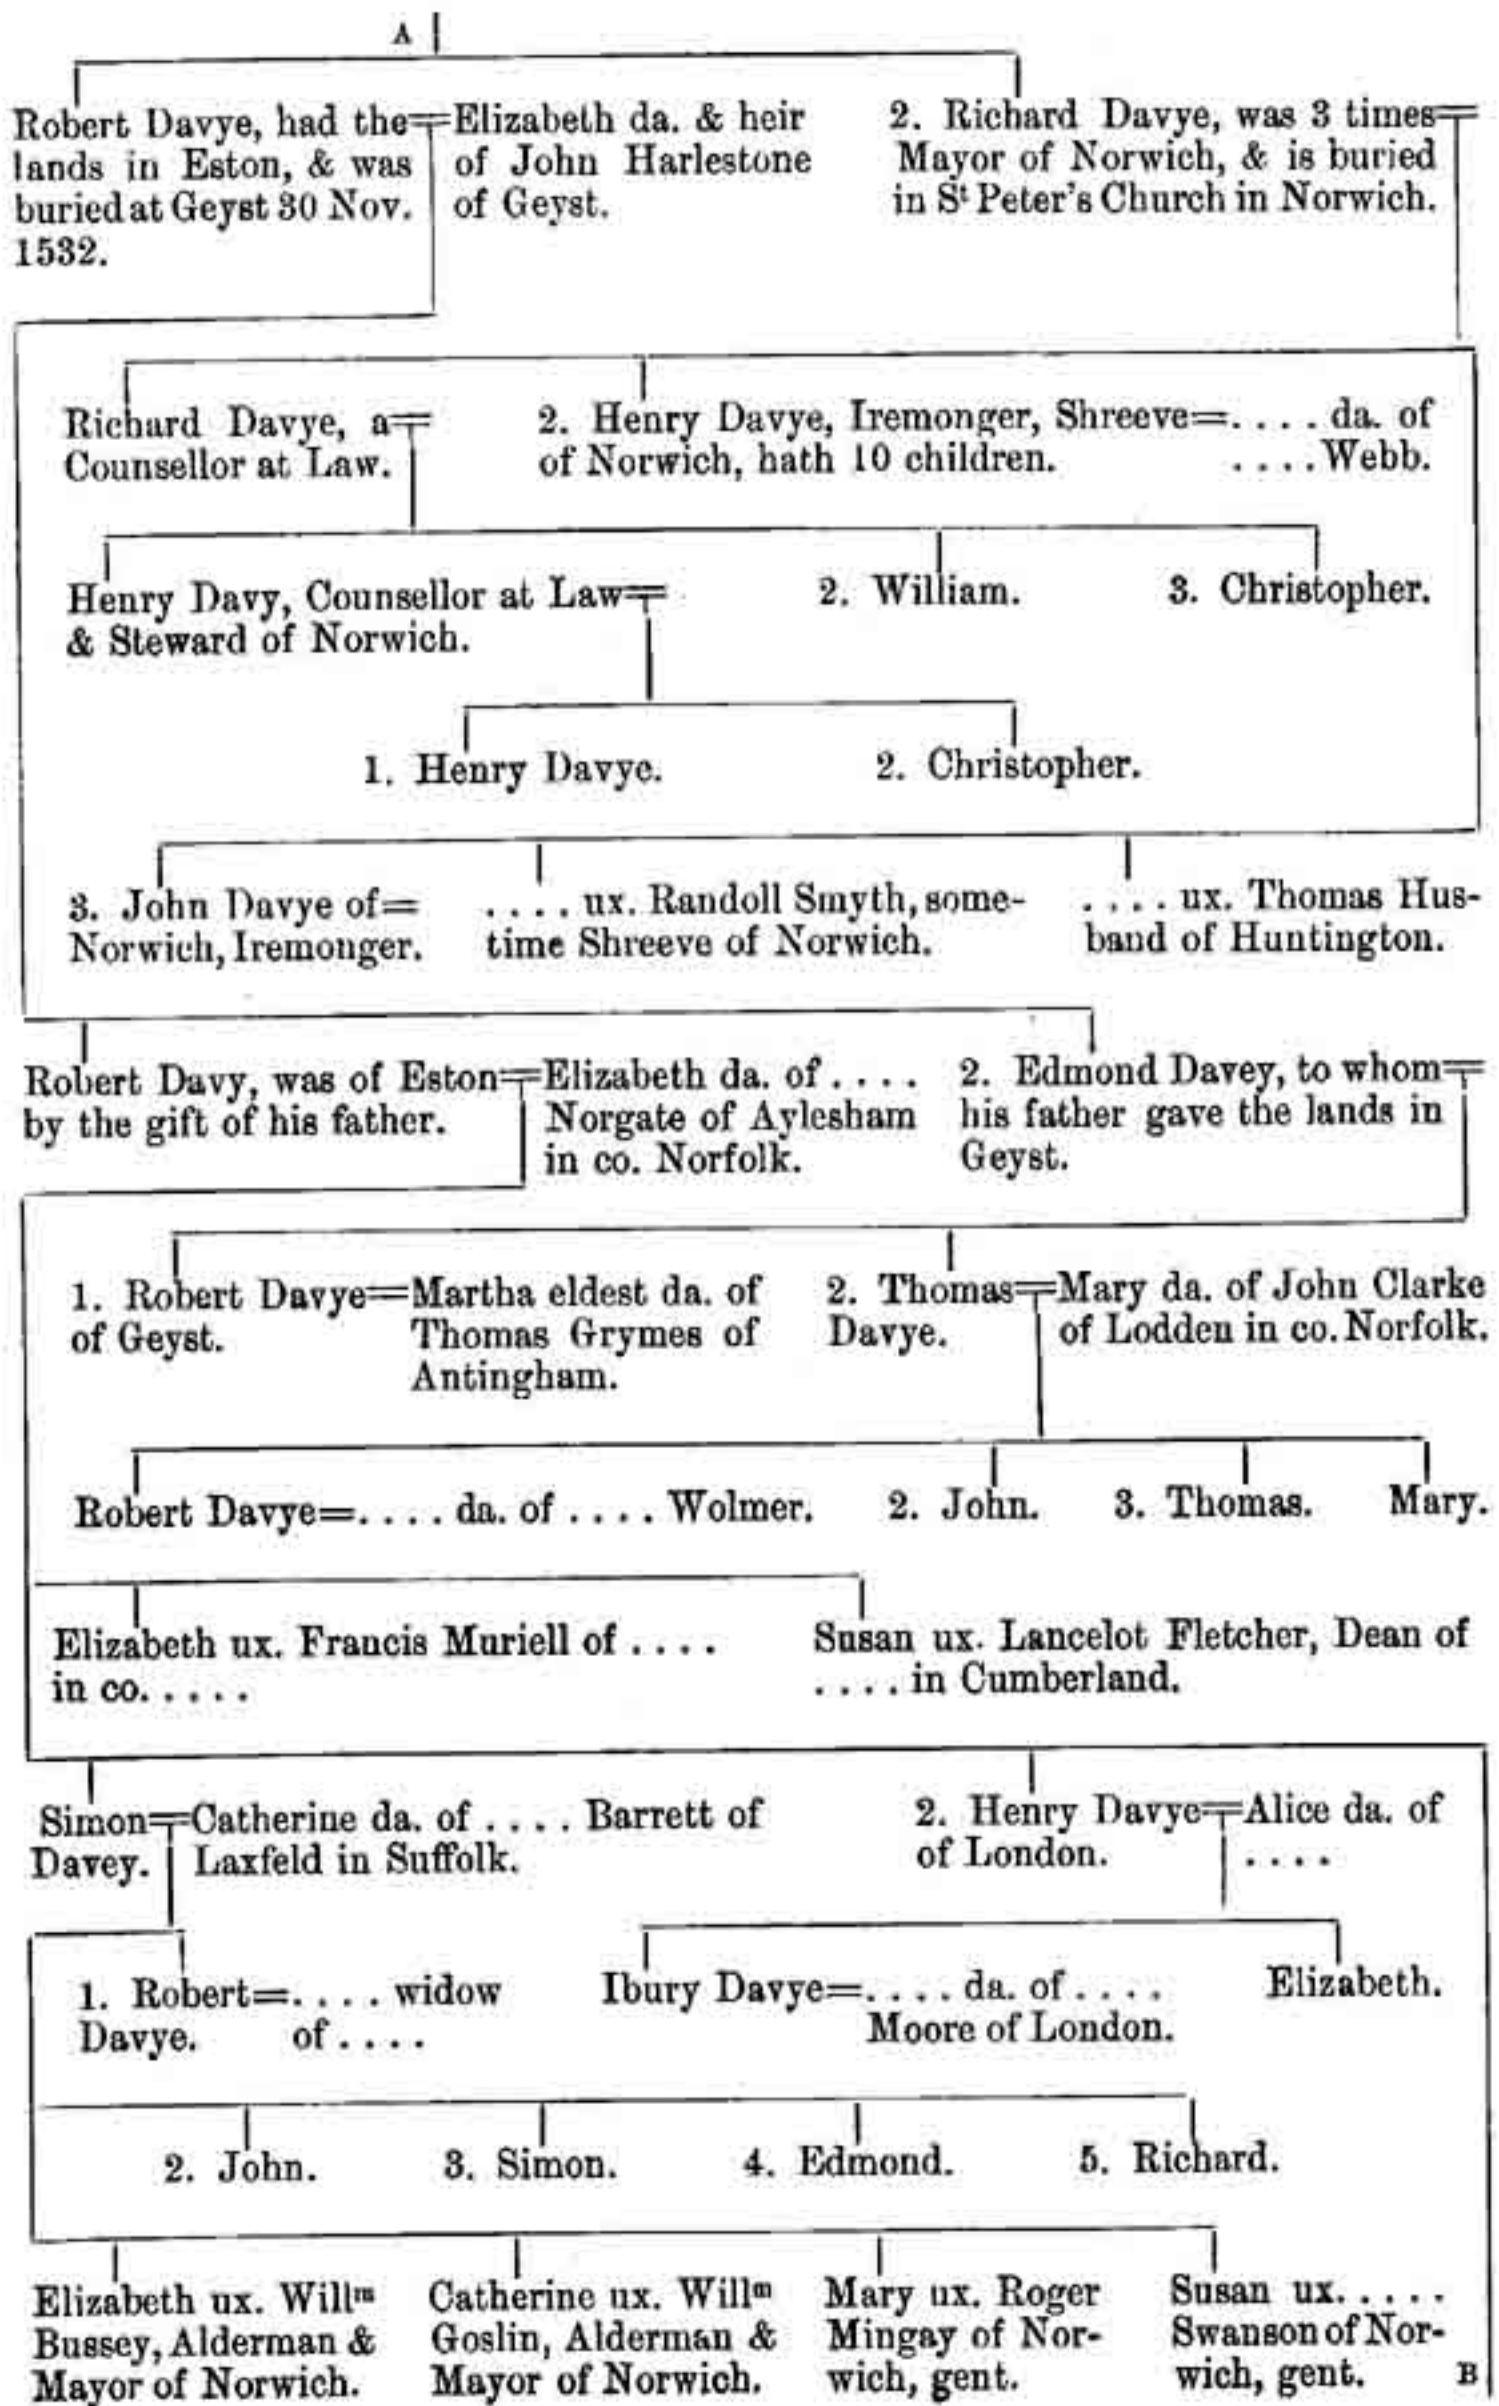 A
Robert Davye, had the lands in Eston, & was buried at Geyst 30 Nov. 1532.
Elizabeth da. & heir of John Harlestone of Geyst.
2. Richard Davye, was 3 times Mayor of Norwich, & is buried in St Peter's Church in Norwich.
Richard Davye, a Counsellor at Law.
2. Henry Davye, Iremonger, Shreeve of Norwich, hath 10 children.
.... da. of .... Webb.
Henry Davy, Counsellor at Law & Steward of Norwich.
2. William.
3. Christopher.
1. Henry Davye.
2. Christopher.
3. John Davye of Norwich, Iremonger.
.... ux. Randoll Smyth, some-
time Shreeve of Norwich.
.... ux. Thomas Hus-
band of Huntington.
Robert Davy, was of Eston by the gift of his father.
Elizabeth da. of .... Norgate of Aylesham in co. Norfolk.
2. Edmond Davey, to whom his father gave the lands in Geyst.
1. Robert Davye of Geyst.
Martha eldest da. of Thomas Grymes of Antingham.
2. Thomas Davye.
Mary da. of John Clarke of Lodden in co. Norfolk.
Robert Davye=.... da. of .... Wolmer.
2. John.
3. Thomas.
Mary.
Elizabeth ux. Francis Muriell of ....
in co.....
Susan ux. Lancelot Fletcher, Dean of
.... in Cumberland.
Simon Davey.
Catherine da. of .... Barrett of Laxfeld in Suffolk.
2. Henry Davye of London.
Alice da. of ....
1. Robert Davye.
.... widow of ....
Ibury Davye=.... da. of ....
Moore of London.
Elizabeth.
2. John.
3. Simon.
4. Edmond.
5. Richard.
Elizabeth ux. Willm
Bussey, Alderman &
Mayor of Norwich.
Catherine ux. Willm
Goslin, Alderman &
Mayor of Norwich.
Mary ux. Roger
Mingay of Nor-
wich, gent.
Susan ux.....
Swanson of Nor-
wich, gent.
B